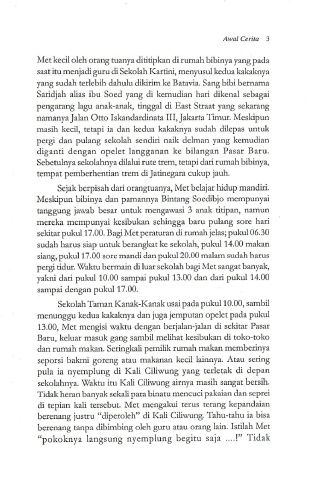 Awal Cerita 3
Met kecil oleh orang tuanya dititipkan di rumah bibinya yang pada
saat itu menjadi guru di Sekolah Kartini, menyusul kedua kakaknya
yang sudah terlebih dahulu dikirim ke Batavia. Sang bibi bernama
Saridjah alias ibu Soed yang di kemudian hari dikenal sebagai
pengarang lagu anak-anak, tinggal di East Straat yang sekarang
namanya Jalan Otto Iskandardinata III, Jakarta Timur. Meskipun
masih kecil, tetapi ia dan kedua kakaknya sudah dilepas untuk
pergi dan pulang sekolah sendiri naik delman yang kemudian
diganti dengan opelet langganan ke bilangan Pasar Baru.
Sebetulnya sekolahnya dilalui rute trem, tetapi dari rumah bibinya,
tempat pemberhentian trem di Jatinegara cukup jauh.
Sejak berpisah dari orangtuanya, Met belajar hidup mandiri.
Meskipun bibinya dan pamannya Bintang Soedibjo mempunyai
tanggung jawab besar untuk mengawasi 3 anak titipan, namun
mereka mempunyai kesibukan sehingga baru pulang sore hari
sekitar pukul 17.00. Bagi Met peraturan di rumah jelas; pukul 06.30
sudah harus siap untuk berangkat ke sekolah, pukul 14.00 makan
siang, pukul 17.00 sore mandi dan pukul 20.00 malam sudah harus
pergi tidur. Waktu bermain di luar sekolah bagi Met sangat banyak,
yakni dari pukul 10.00 sampai pukul 13.00 dan dari pukul 14.00
sampai dengan pukul 17.00.
Sekolah Taman Kanak-Kanak usai pada pukul 10.00, sambil
menunggu kedua kakaknya dan juga jemputan opelet pada pukul
13.00, Met mengisi waktu dengan berjalan-jalan di sekitar Pasar
Baru, keluar masuk gang sambil melihat kesibukan di toko-toko
dan rumah makan. Seringkali pemilik rumah makan memberinya
seporsi bakmi goreng atau makanan kecil lainnya. Atau sering
pula ia nyemplung di Kali Ciliwung yang terletak di depan
sekolahnya. Waktu itu Kali Ciliwung airnya masih sangat bersih.
Tidak heran banyak sekali para binatu mencuci pakaian dan seprei
di tepian kali tersebut. Met mengakui terus terang kepandaian
berenang justru "diperoleh" di Kali Ciliwung. Tahu-tahu ia bisa
berenang tanpa dibimbing oleh guru atau orang lain. Istilah Met
"pokoknya langsung nyemplung begitu saja ....!" Tidak